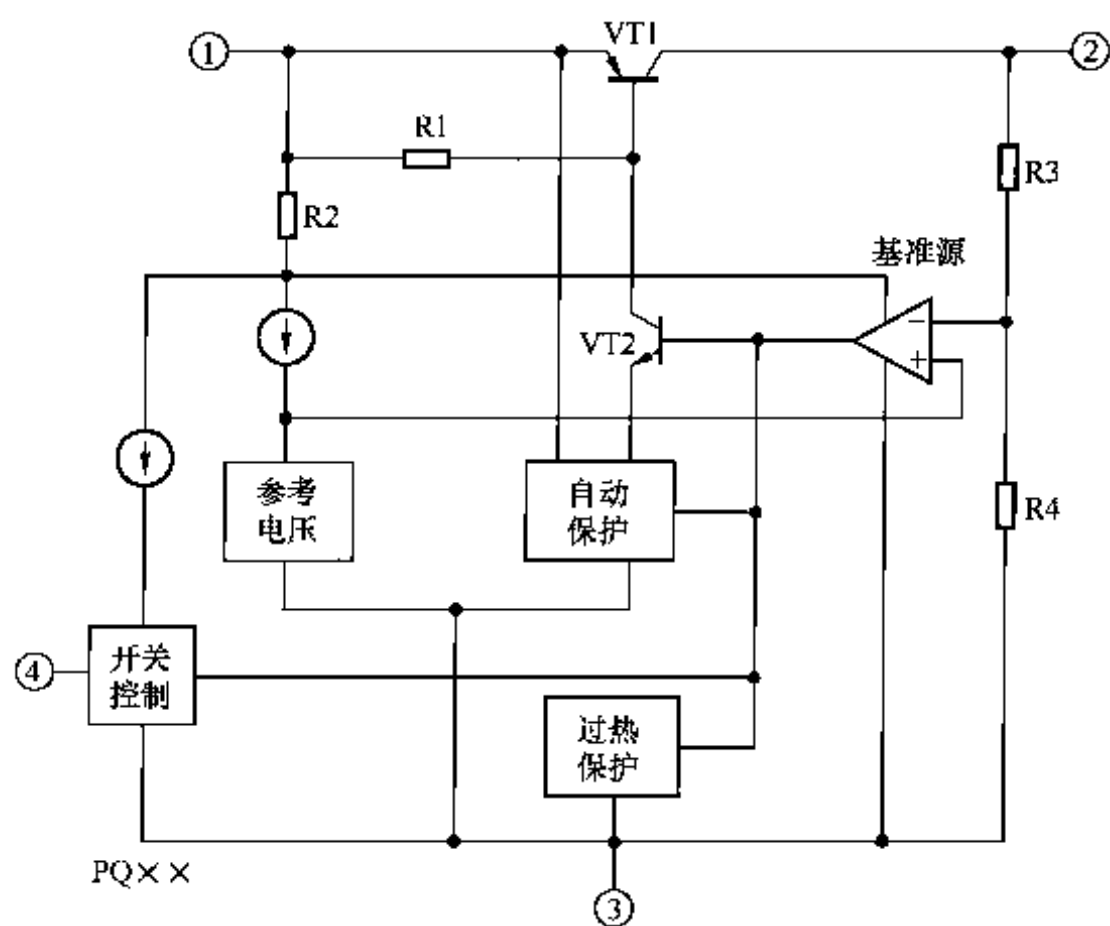 VT1
①
②
R1
R3
R2
基准源
−
VT2
+
参考
电压
自动
保护
R4
④
开关
控制
过热
保护
PQ××
③